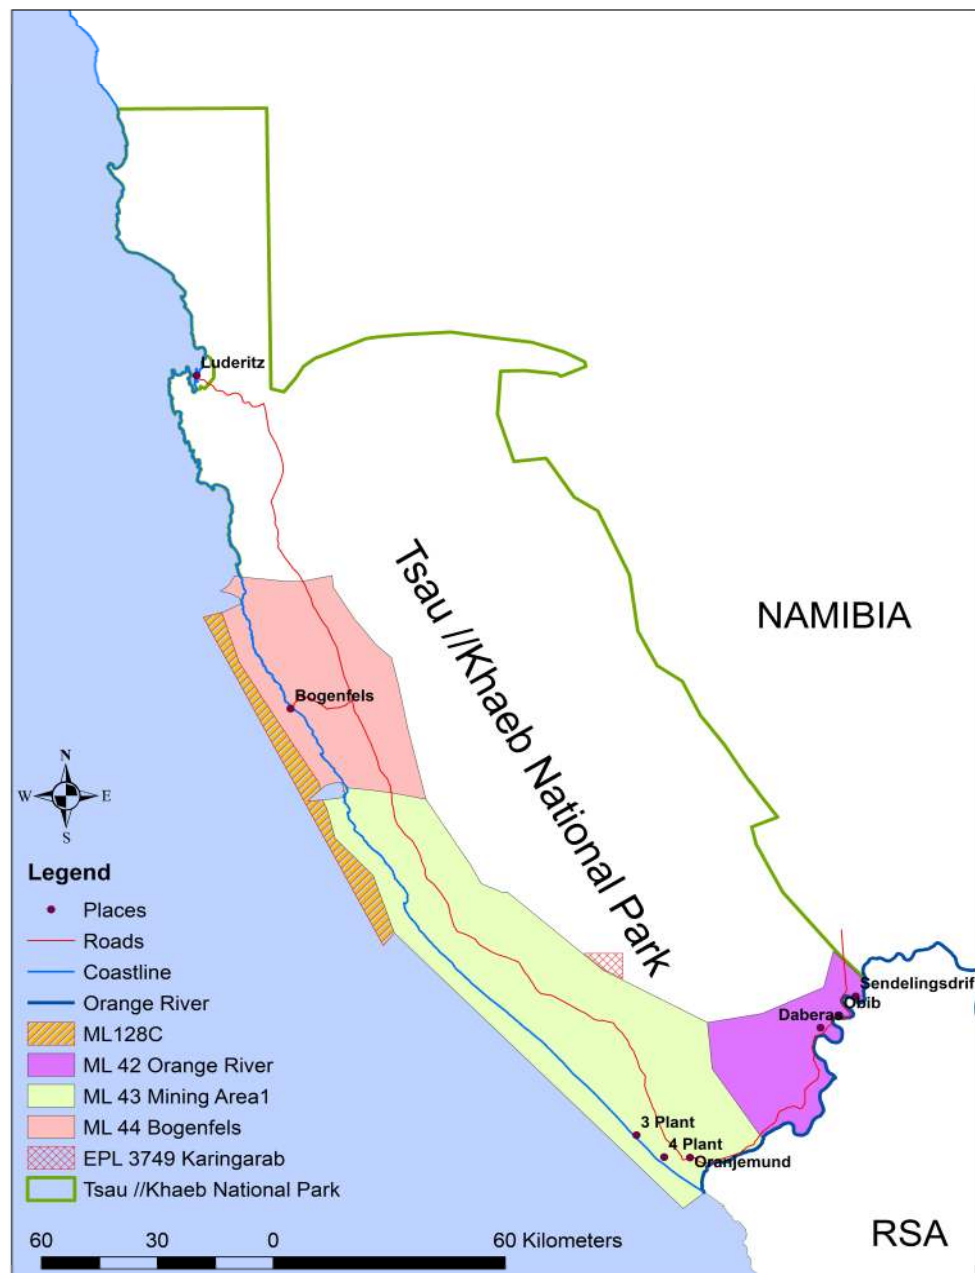 Luderitz
Tsau //Khaeb National Park
NAMIBIA
Bogenfels
N
W E
S
Sendelingsdrif
Obib
Daberas
3 Plant
4 Plant
Oranjemund
RSA
Legend
Places
Roads
Coastline
Orange River
ML128C
ML 42 Orange River
ML 43 Mining Area1
ML 44 Bogenfels
EPL 3749 Karingarab
Tsau //Khaeb National Park
60 30 0 60 Kilometers